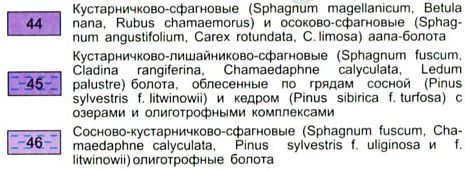 44 Кустарничково-сфагновые (Sphagnum magellanicum, Betula
nana, Rubus chamaemorus) и осоково-сфагновые (Sphag-
num angustifolium, Carex rotundata, C. limosa) аапа-болота
Кустарничково-лишайниково-сфагновые (Sphagnum fuscum,
Cladina rangiferina, Chamaedaphne calyculata, Ledum
45 palustre) болота, облесенные по грядам сосной (Pinus
sylvestris f. litwinowii) и кедром (Pinus sibirica f. turfosa) с
озерами и олиготрофными комплексами
46 Сосново-кустарничково-сфагновые (Sphagnum fuscum, Cha-
maedaphne calyculata, Pinus sylvestris f. uliginosa и f.
litwinowii) олиготрофные болота